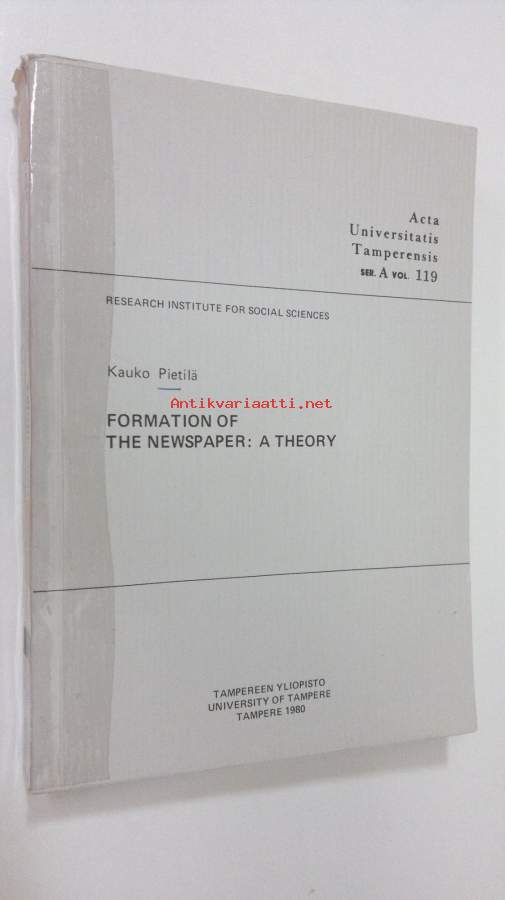 Acta
Universitatis
Tamperensis
SER. A VOL. 119
RESEARCH INSTITUTE FOR SOCIAL SCIENCES
Kauko Pietilä
Antikvariaatti.net
FORMATION OF
THE NEWSPAPER: A THEORY
TAMPEREEN YLIOPISTO
UNIVERSITY OF TAMPERE
TAMPERE 1980